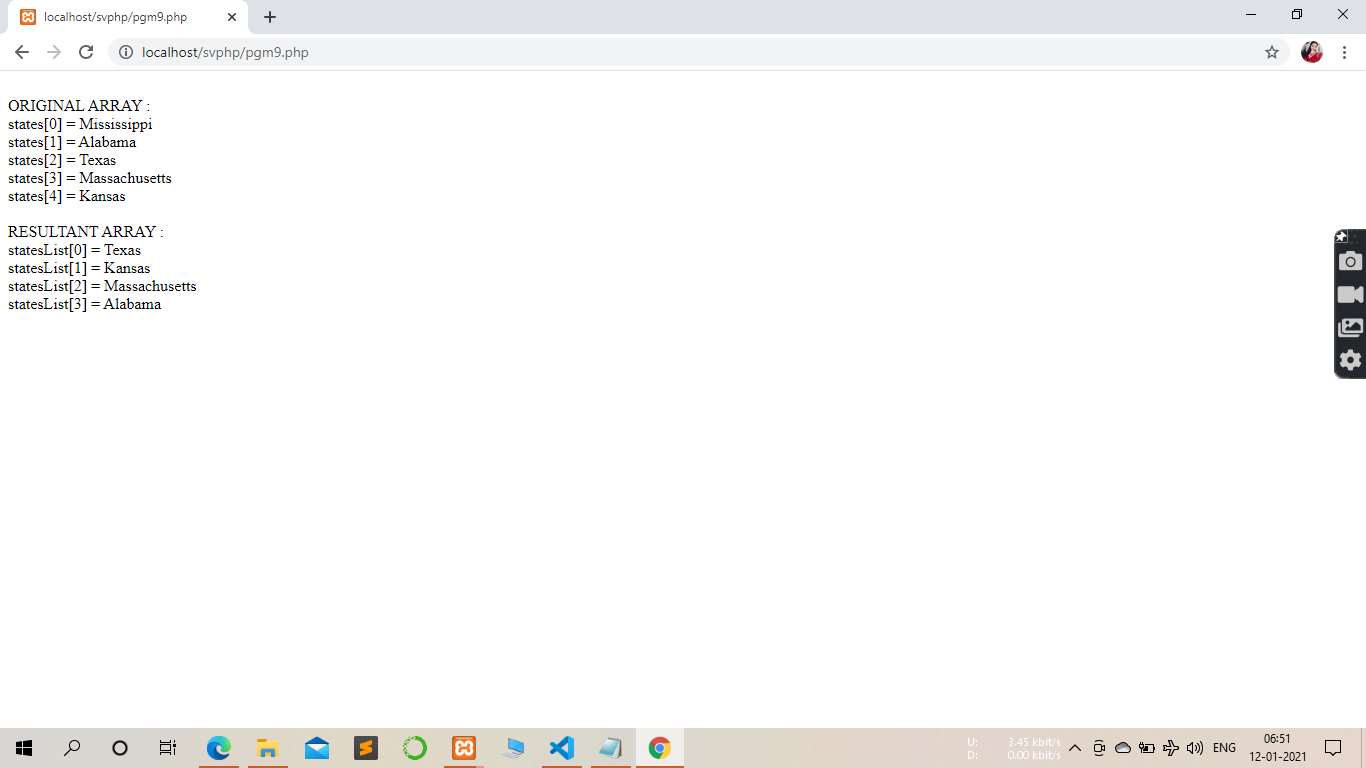 localhost/svphp/pgm9.php
localhost/svphp/pgm9.php
ORIGINAL ARRAY :
states[0] = Mississippi
states[1] = Alabama
states[2] = Texas
states[3] = Massachusetts
states[4] = Kansas
RESULTANT ARRAY :
statesList[0] = Texas
statesList[1] = Kansas
statesList[2] = Massachusetts
statesList[3] = Alabama
U: 3.45 kbit/s
D: 0.00 kbit/s
ENG
06:51
12-01-2021